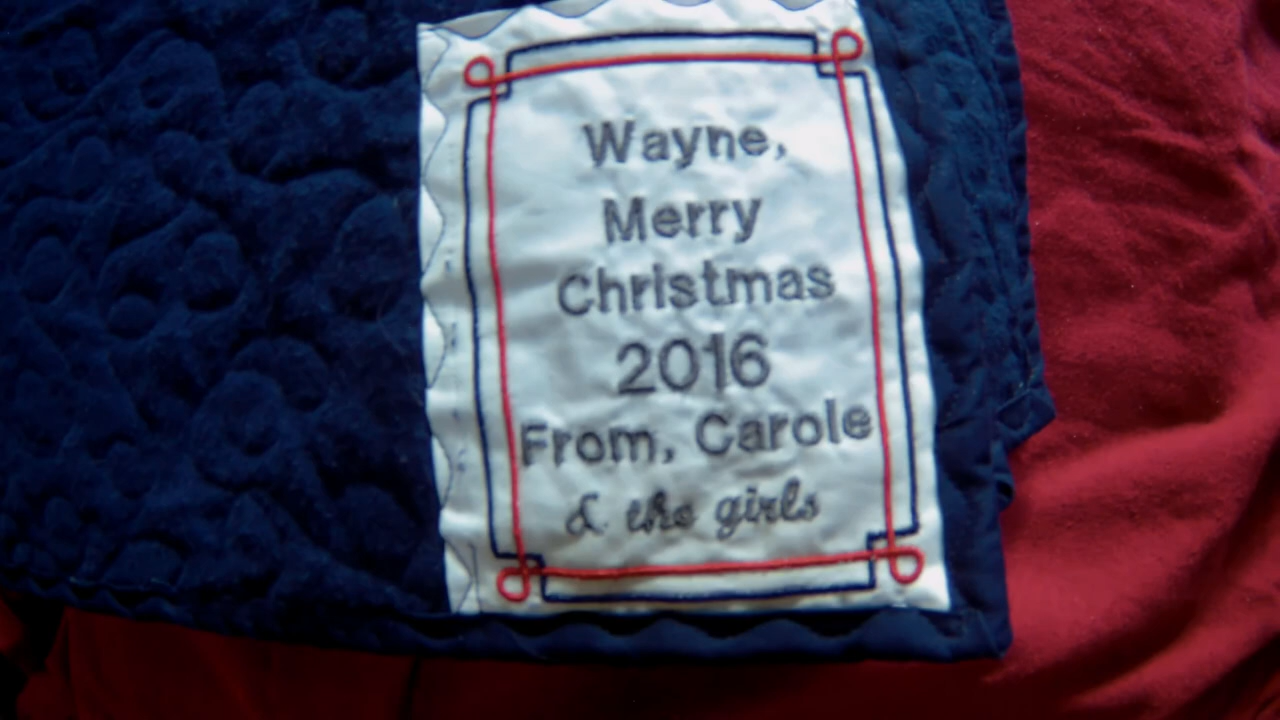 Wayne,
Merry
Christmas
2016
From, Carole
& the girls